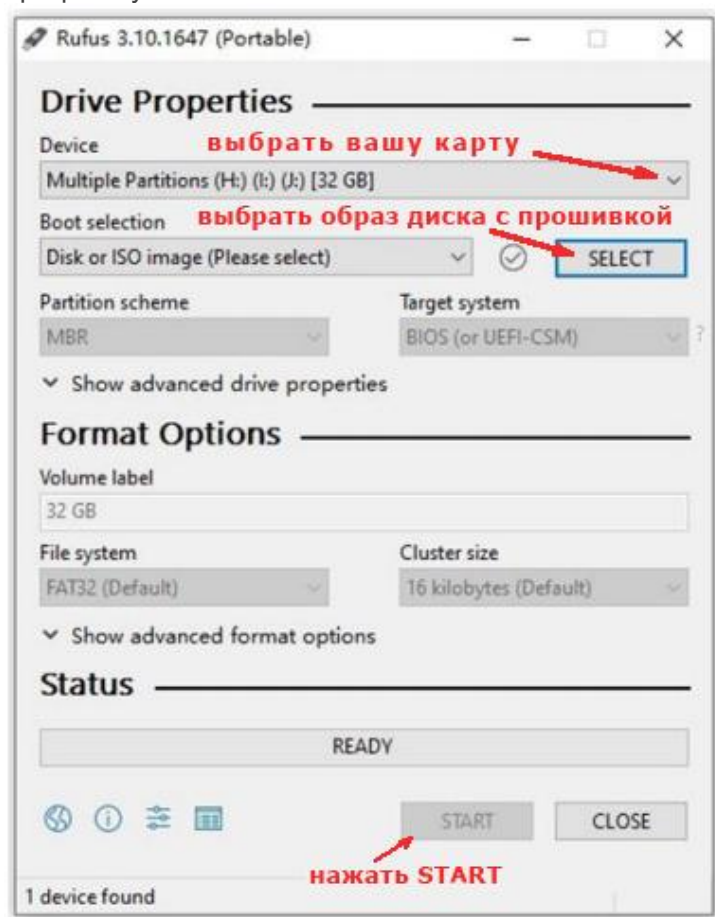 Rufus 3.10.1647 (Portable)
Drive Properties
Device
выбрать вашу карту
Multiple Partitions (H:) (I:) (J:) [32 GB]
Boot selection
выбрать образ диска с прошивкой
Disk or ISO image (Please select)
SELECT
Partition scheme
Target system
MBR
BIOS (or UEFI-CSM)
?
Show advanced drive properties
Format Options
Volume label
32 GB
File system
Cluster size
FAT32 (Default)
16 kilobytes (Default)
Show advanced format options
Status
READY
START
CLOSE
нажать START
1 device found